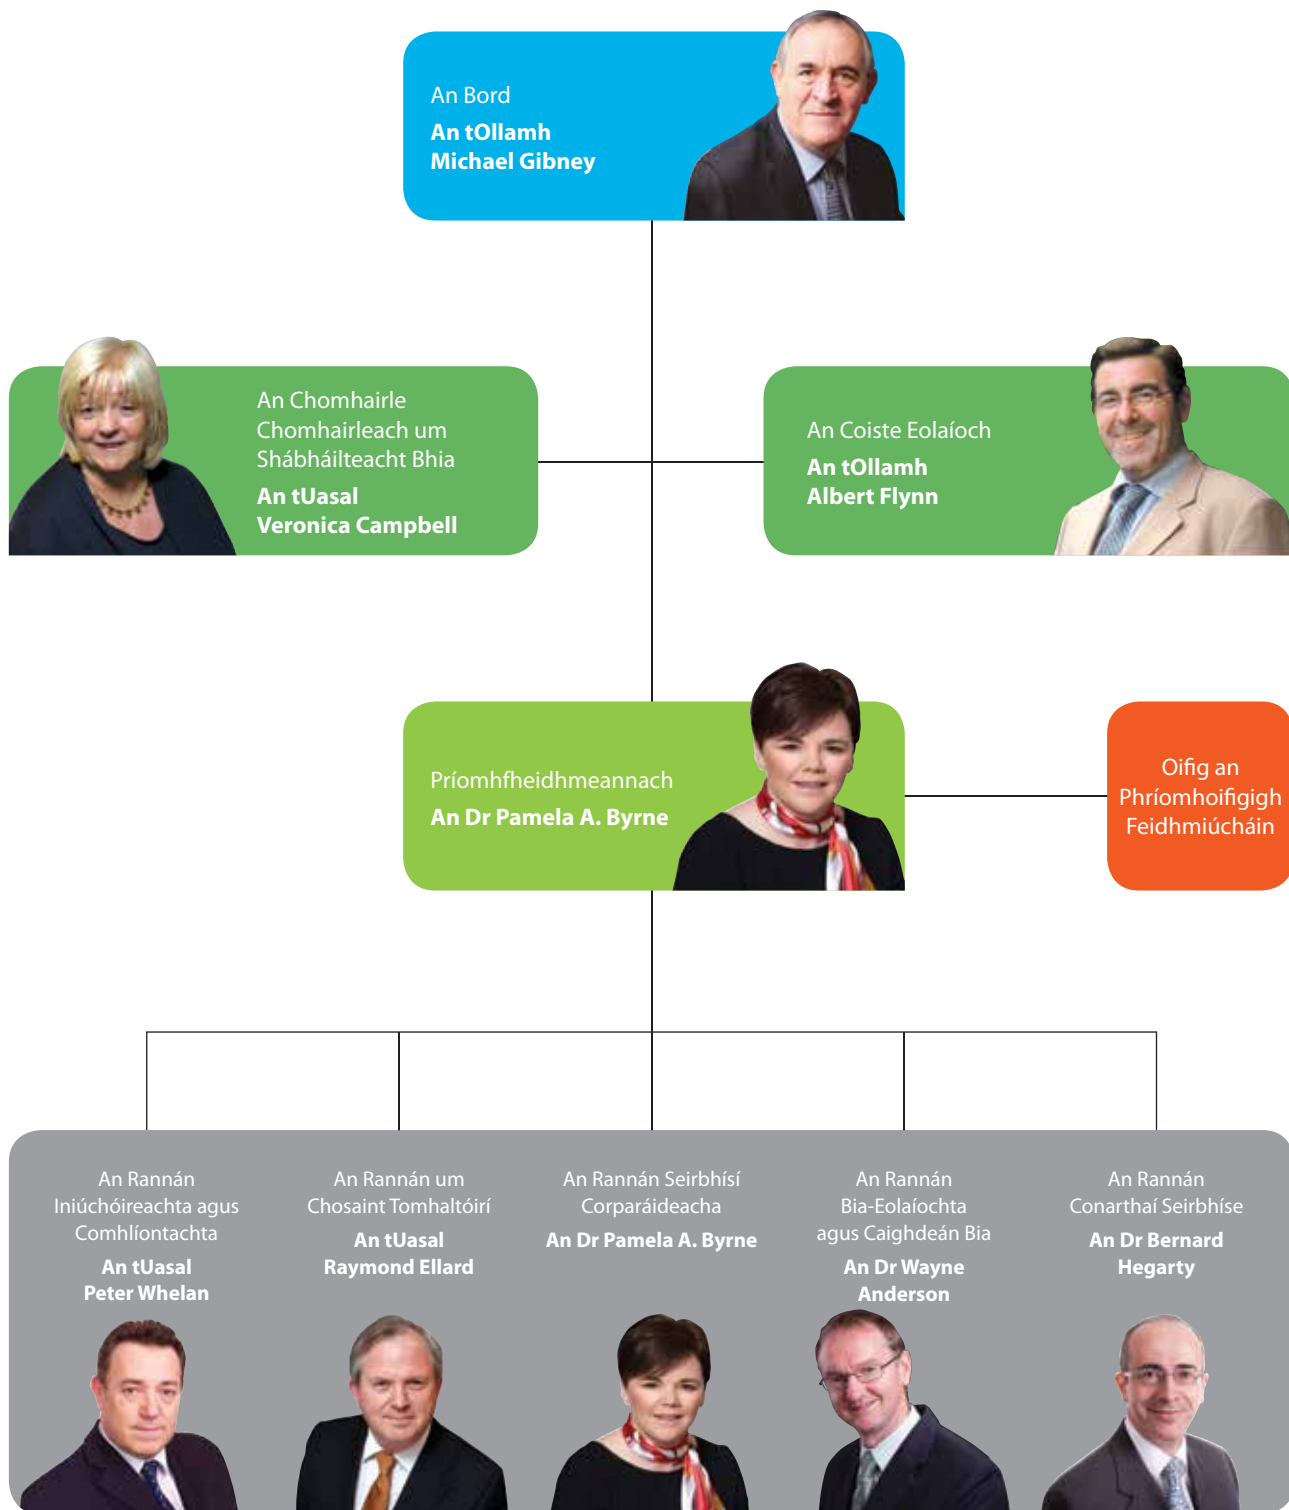 An Bord
An tOllamh
Michael Gibney
An Chomhairle
Chomhairleach um
Shábháilteacht Bhia
An tUasal
Veronica Campbell
An Coiste Eolaíoch
An tOllamh
Albert Flynn
Príomhfheidhmeannach
An Dr Pamela A. Byrne
Oifig an
Phríomhoifigigh
Feidhmiúcháin
An Rannán
Iniúchóireachta agus
Comhlíontachta
An tUasal
Peter Whelan
An Rannán um
Chosaint Tomhaltóirí
An tUasal
Raymond Ellard
An Rannán Seirbhísí
Corparáideacha
An Dr Pamela A. Byrne
An Rannán
Bia-Eolaíochta
agus Caighdeán Bia
An Dr Wayne
Anderson
An Rannán
Conarthaí Seirbhíse
An Dr Bernard
Hegarty